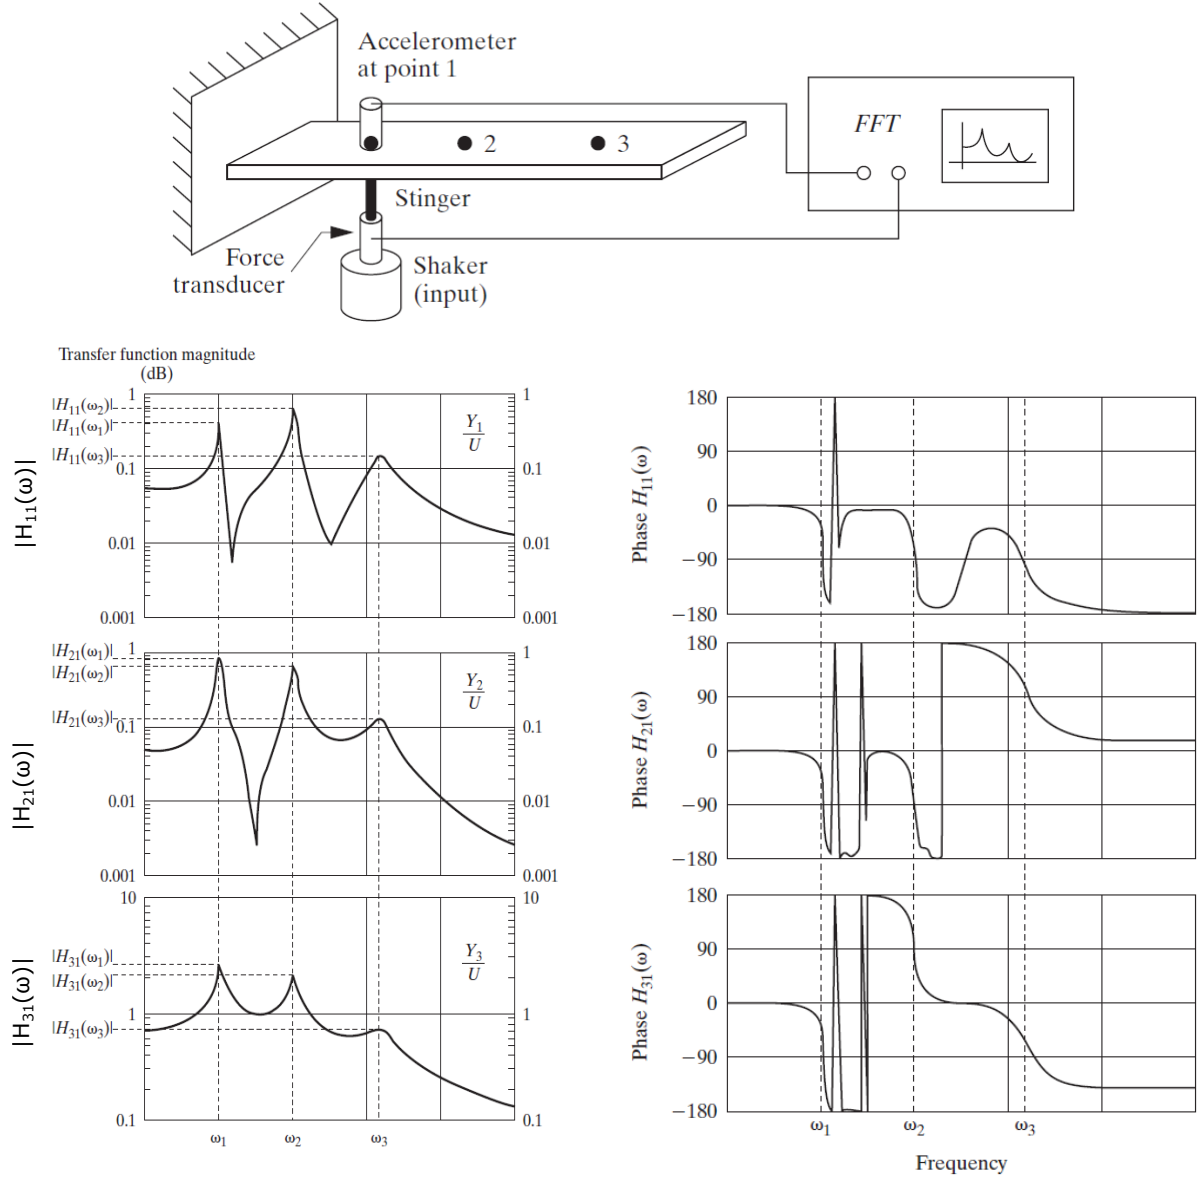 Accelerometer
at point 1
FFT
2
3
Stinger
Force
transducer
Shaker
(input)
Transfer function magnitude
(dB)
|H₁₁(ω)|
|H₁₁(ω₂)|
|H₁₁(ω₁)|
|H₁₁(ω₃)|
1
0.1
0.01
0.001
Y₁
U
1
0.1
0.01
0.001
|H₂₁(ω)|
|H₂₁(ω₁)|
|H₂₁(ω₂)|
|H₂₁(ω₃)|
1
0.1
0.01
0.001
Y₂
U
1
0.1
0.01
0.001
|H₃₁(ω)|
|H₃₁(ω₁)|
|H₃₁(ω₂)|
|H₃₁(ω₃)|
10
1
0.1
Y₃
U
10
1
0.1
ω₁ ω₂ ω₃
Phase H₁₁(ω)
180
90
0
−90
−180
Phase H₂₁(ω)
180
90
0
−90
−180
Phase H₃₁(ω)
180
90
0
−90
−180
ω₁ ω₂ ω₃
Frequency